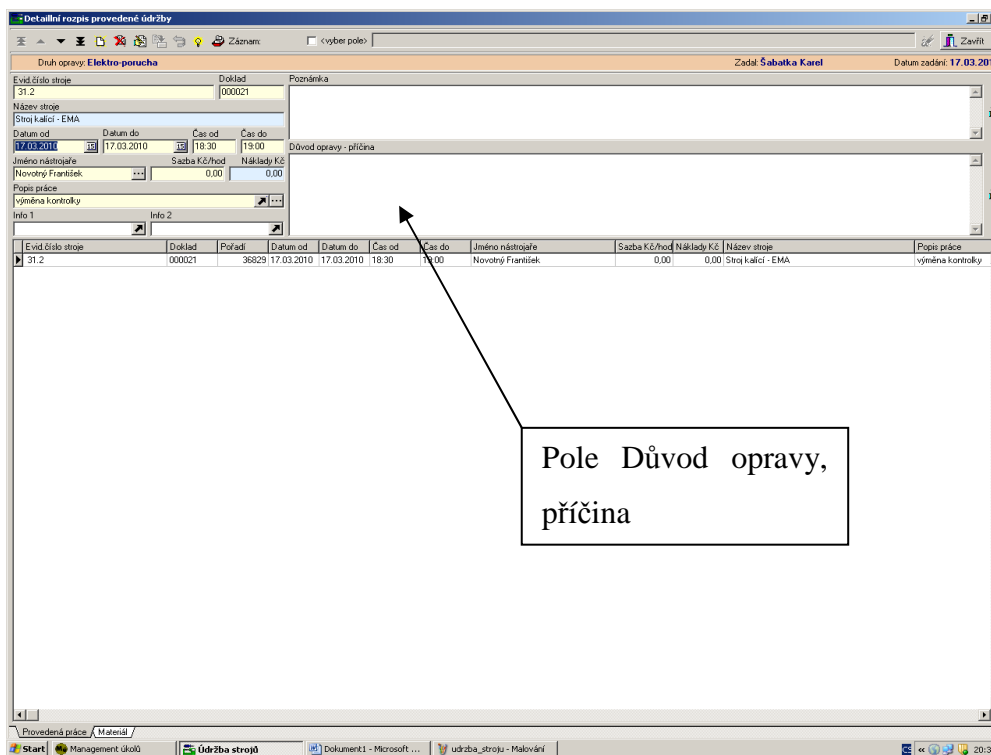 Detaillní rozpis provedené údržby
Záznam: <vyber pole> Zavřít
Druh opravy: Elektro-porucha Zadal: Šabatka Karel Datum zadání: 17.03.201
Evid.číslo stroje Doklad Poznámka
31.2 000021
Název stroje
Stroj kalící - EMA
Datum od Datum do Čas od Čas do
17.03.2010 15 17.03.2010 15 18:30 19:00 Důvod opravy - příčina
Jméno nástrojaře Sazba Kč/hod Náklady Kč
Novotný František ... 0,00 0,00
Popis práce
výměna kontrolky ...
Info 1 Info 2
Evid.číslo stroje Doklad Pořadí Datum od Datum do Čas od Čas do Jméno nástrojaře Sazba Kč/hod Náklady Kč Název stroje Popis práce
31.2 000021 36829 17.03.2010 17.03.2010 18:30 19:00 Novotný František 0,00 0,00 Stroj kalící - EMA výměna kontrolky
Pole Důvod opravy,
příčina
Provedená práce Materiál
Start Management úkolů Údržba strojů Dokument1 - Microsoft ... udrzba_stroju - Malování CS «